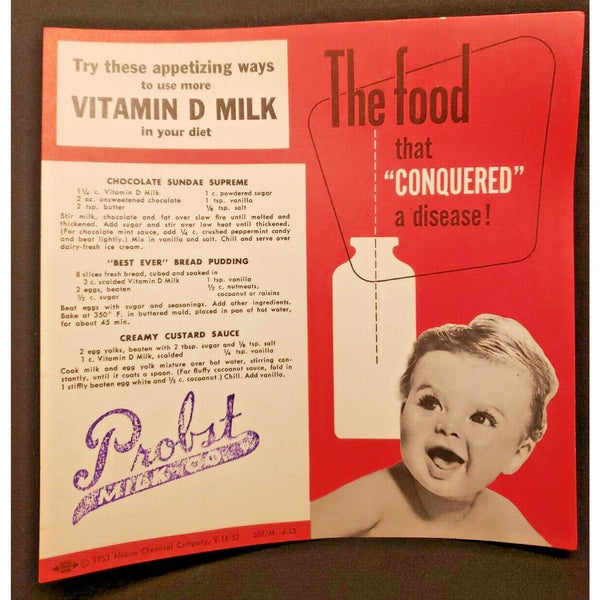 Try these appetizing ways
to use more
VITAMIN D MILK
in your diet
CHOCOLATE SUNDAE SUPREME
1¼ c. Vitamin D Milk 1 c. powdered sugar
2 oz. unsweetened chocolate 1 tsp. vanilla
2 tsp. butter ⅛ tsp. salt
Stir milk, chocolate and fat over slow fire until melted and
thickened. Add sugar and stir over low heat until thickened.
(For chocolate mint sauce, add ¼ c. crushed peppermint candy
and beat lightly.) Mix in vanilla and salt. Chill and serve over
dairy-fresh ice cream.
"BEST EVER" BREAD PUDDING
8 slices fresh bread, cubed and soaked in
3 c. scalded Vitamin D Milk 1 tsp. vanilla
2 eggs, beaten ½ c. nutmeats,
½ c. sugar cocoanut or raisins
Beat eggs with sugar and seasonings. Add other ingredients.
Bake at 350° F. in buttered mold, placed in pan of hot water,
for about 45 min.
CREAMY CUSTARD SAUCE
2 egg yolks, beaten with 2 tbsp. sugar and ⅛ tsp. salt
1 c. Vitamin D Milk, scalded ¼ tsp. vanilla
Cook milk and egg yolk mixture over hot water, stirring con-
stantly, until it coats a spoon. (For fluffy cocoanut sauce, fold in
1 stiffly beaten egg white and ½ c. cocoanut.) Chill. Add vanilla.
Probst
MILK CO.
© 1953 Nopco Chemical Company, V-16-53 300/M 4-53
The food
that
"CONQUERED"
a disease!